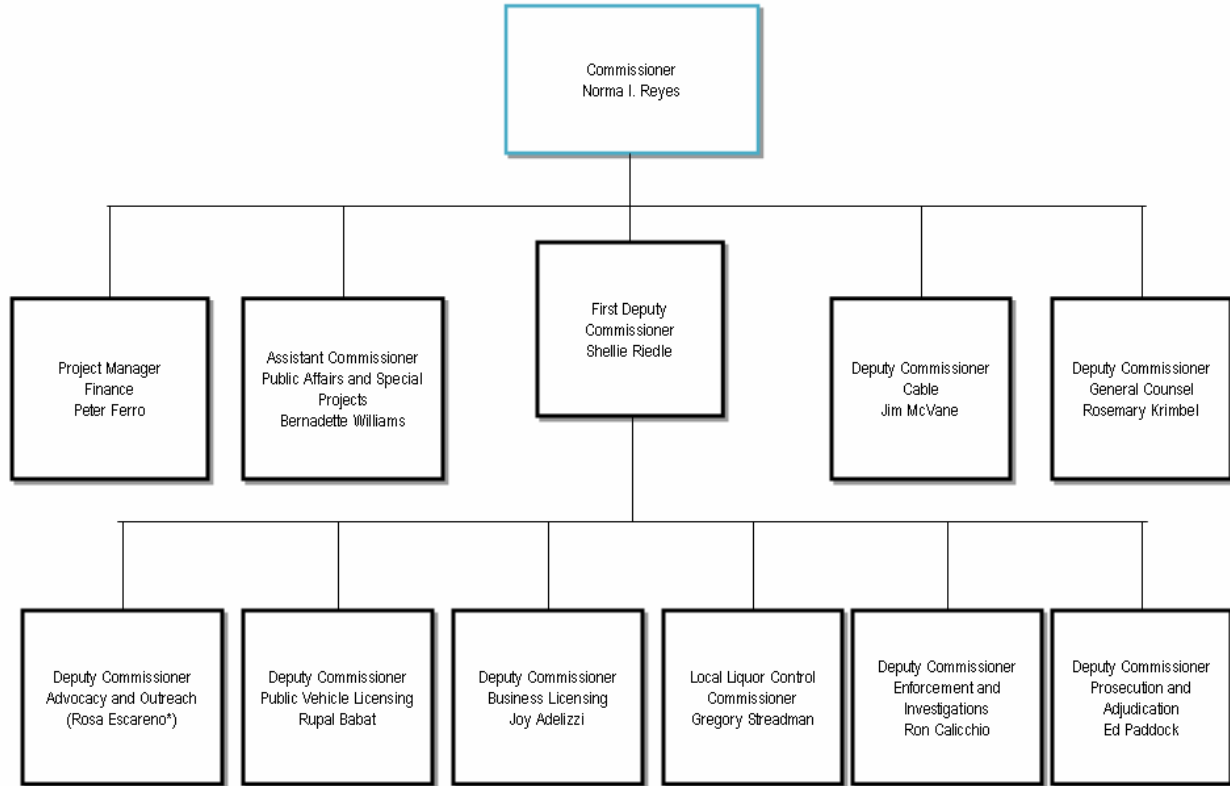 Commissioner
Norma I. Reyes
Project Manager
Finance
Peter Ferro
Assistant Commissioner
Public Affairs and Special
Projects
Bernadette Williams
First Deputy
Commissioner
Shellie Riedle
Deputy Commissioner
Cable
Jim McVane
Deputy Commissioner
General Counsel
Rosemary Krimbel
Deputy Commissioner
Advocacy and Outreach
(Rosa Escareno*)
Deputy Commissioner
Public Vehicle Licensing
Rupal Babat
Deputy Commissioner
Business Licensing
Joy Adelizzi
Local Liquor Control
Commissioner
Gregory Streadman
Deputy Commissioner
Enforcement and
Investigations
Ron Calicchio
Deputy Commissioner
Prosecution and
Adjudication
Ed Paddock